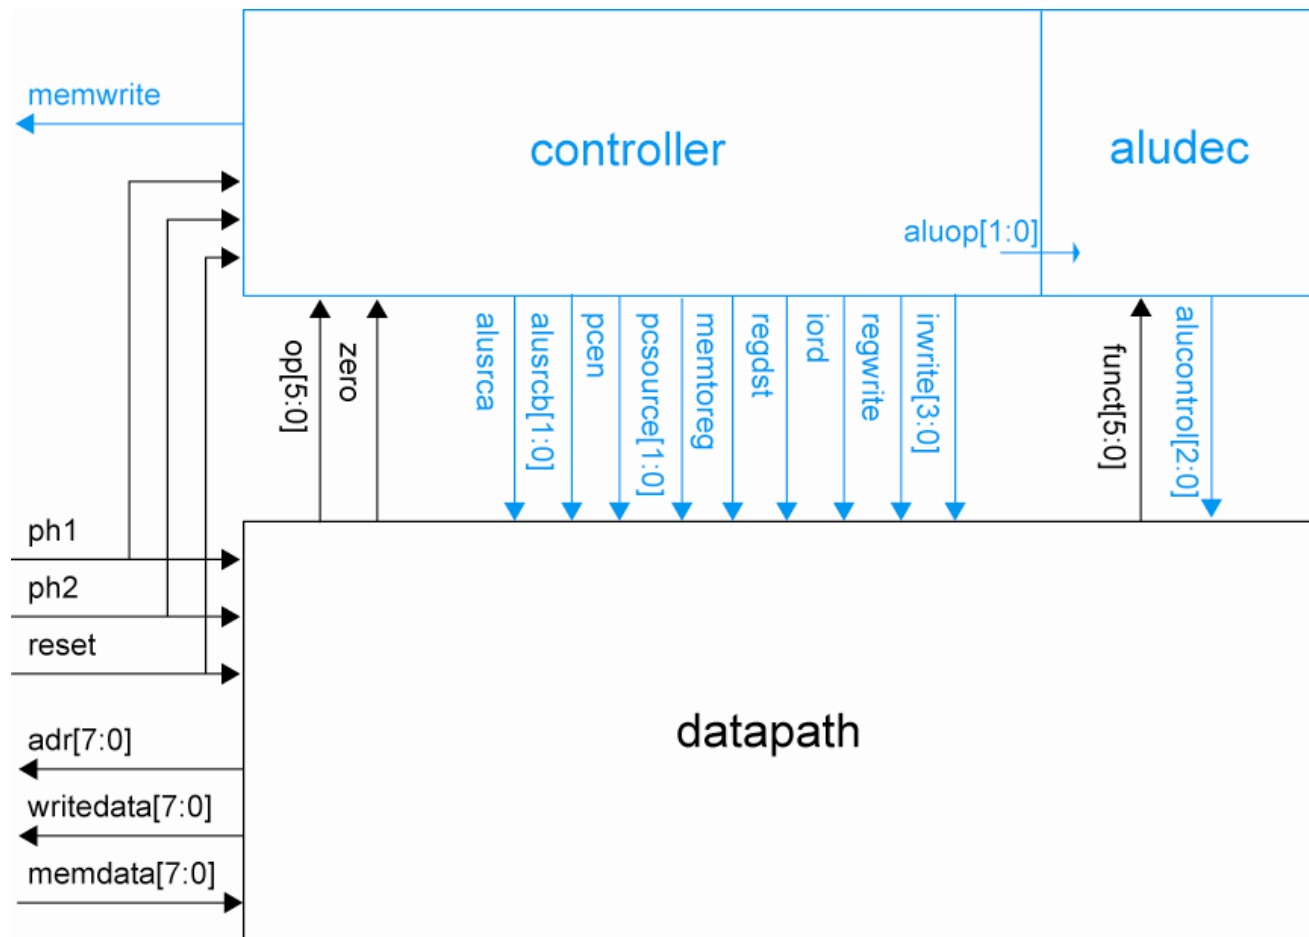 memwrite
controller
aludec
aluop[1:0]
op[5:0]
zero
alusrca
alusrcb[1:0]
pcen
pcsource[1:0]
memtoreg
regdst
iord
regwrite
irwrite[3:0]
funct[5:0]
alucontrol[2:0]
ph1
ph2
reset
datapath
adr[7:0]
writedata[7:0]
memdata[7:0]